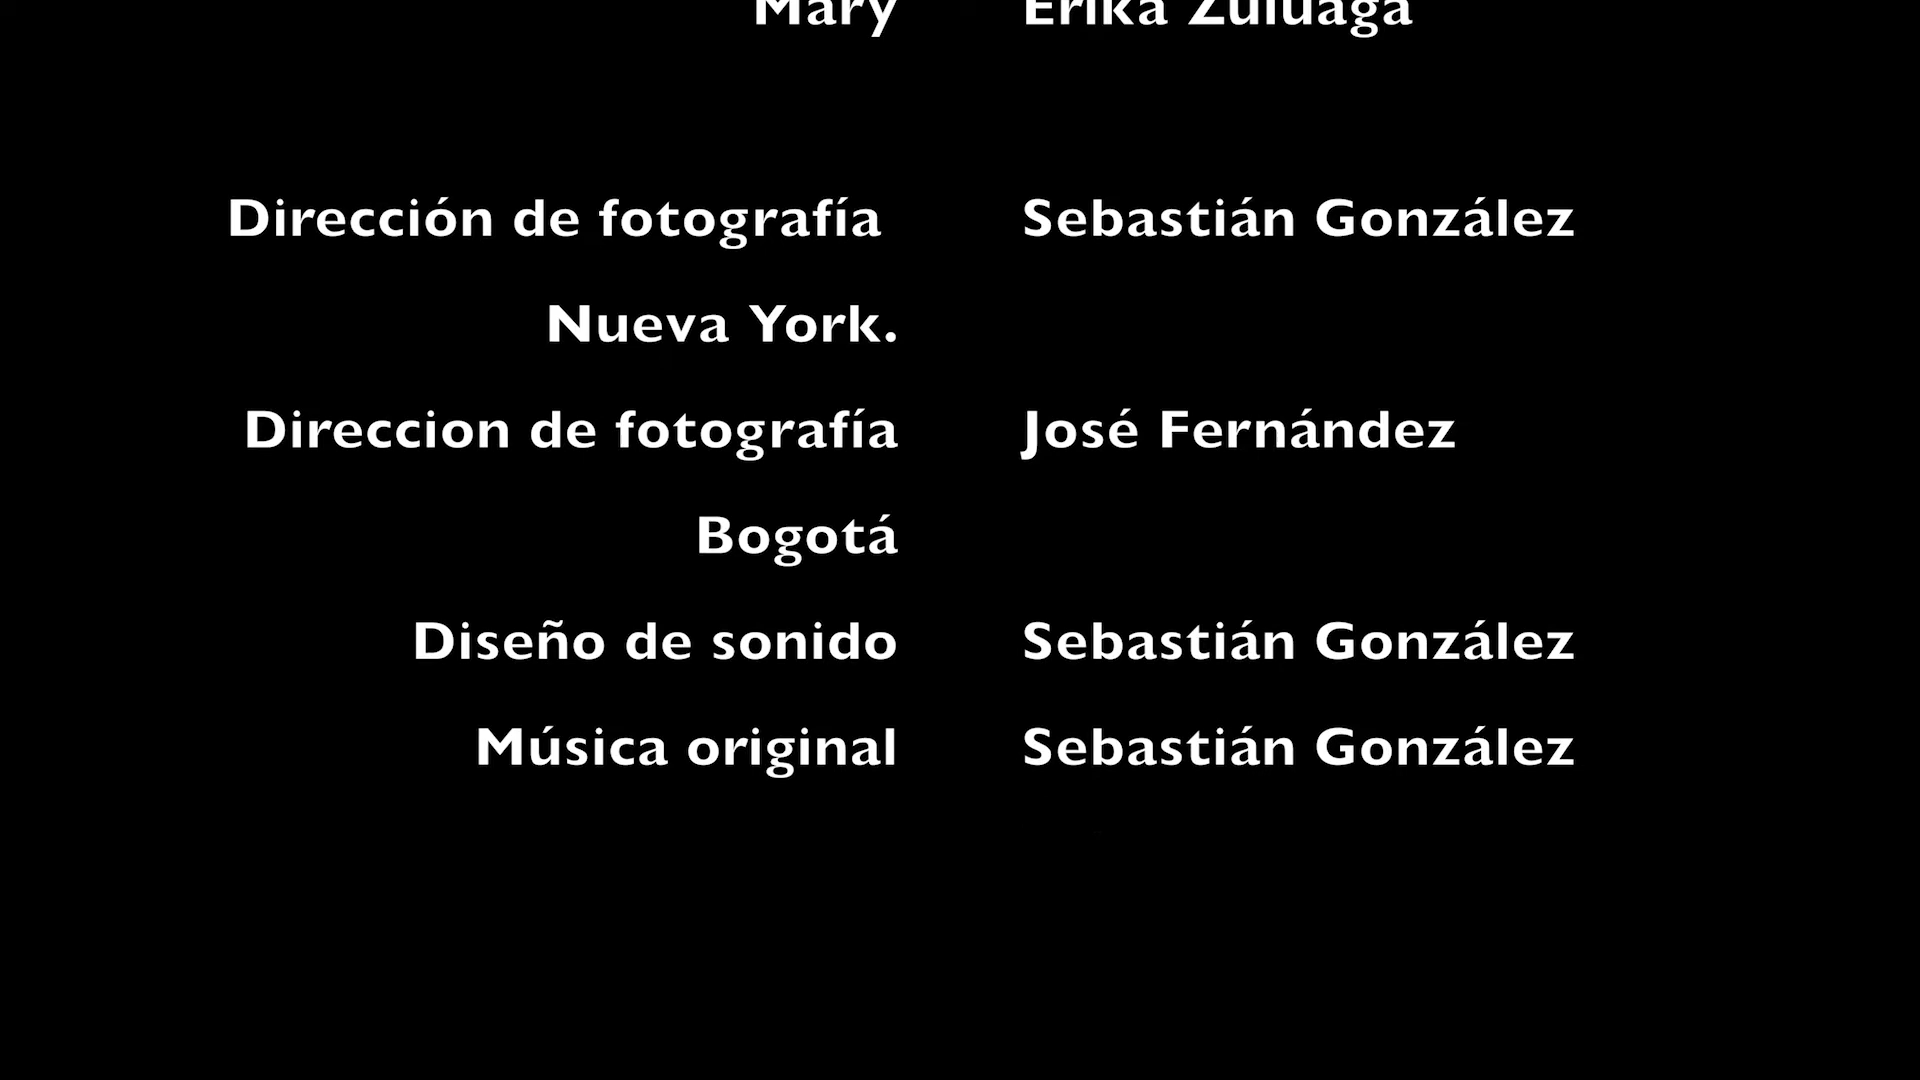 Mary Erika Zuluaga
Dirección de fotografía Sebastián González
Nueva York.
Direccion de fotografía José Fernández
Bogotá
Diseño de sonido Sebastián González
Música original Sebastián González